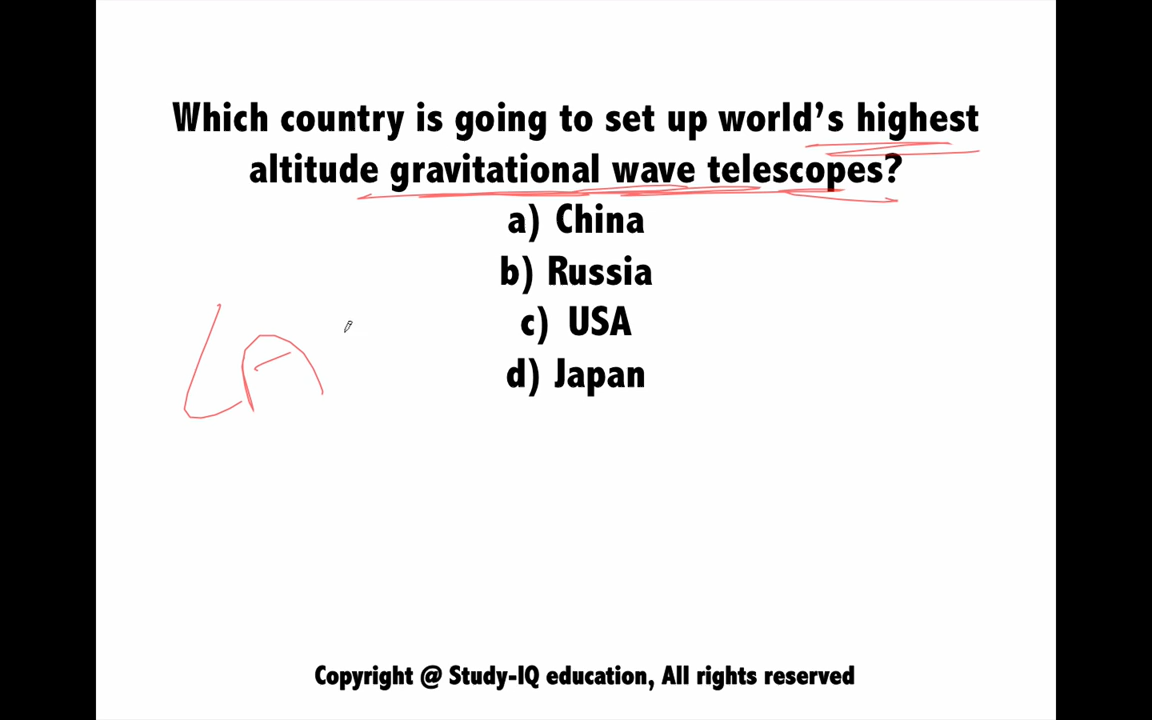 Which country is going to set up world's highest
altitude gravitational wave telescopes?
a) China
b) Russia
c) USA
d) Japan
LA
Copyright @ Study-IQ education, All rights reserved